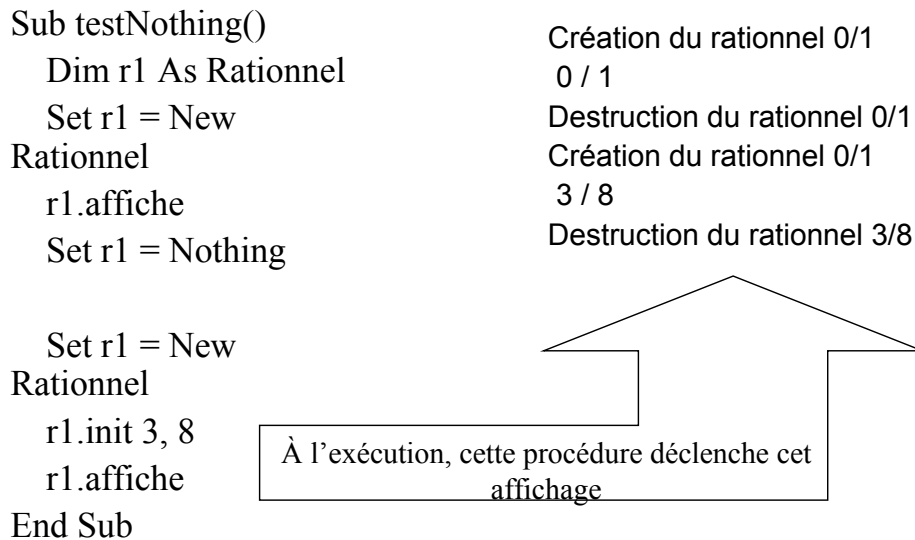 Sub testNothing()
Dim r1 As Rationnel
Set r1 = New
Rationnel
r1.affiche
Set r1 = Nothing
Set r1 = New
Rationnel
r1.init 3, 8
r1.affiche
End Sub
Création du rationnel 0/1
0 / 1
Destruction du rationnel 0/1
Création du rationnel 0/1
3 / 8
Destruction du rationnel 3/8
À l’exécution, cette procédure déclenche cet
affichage